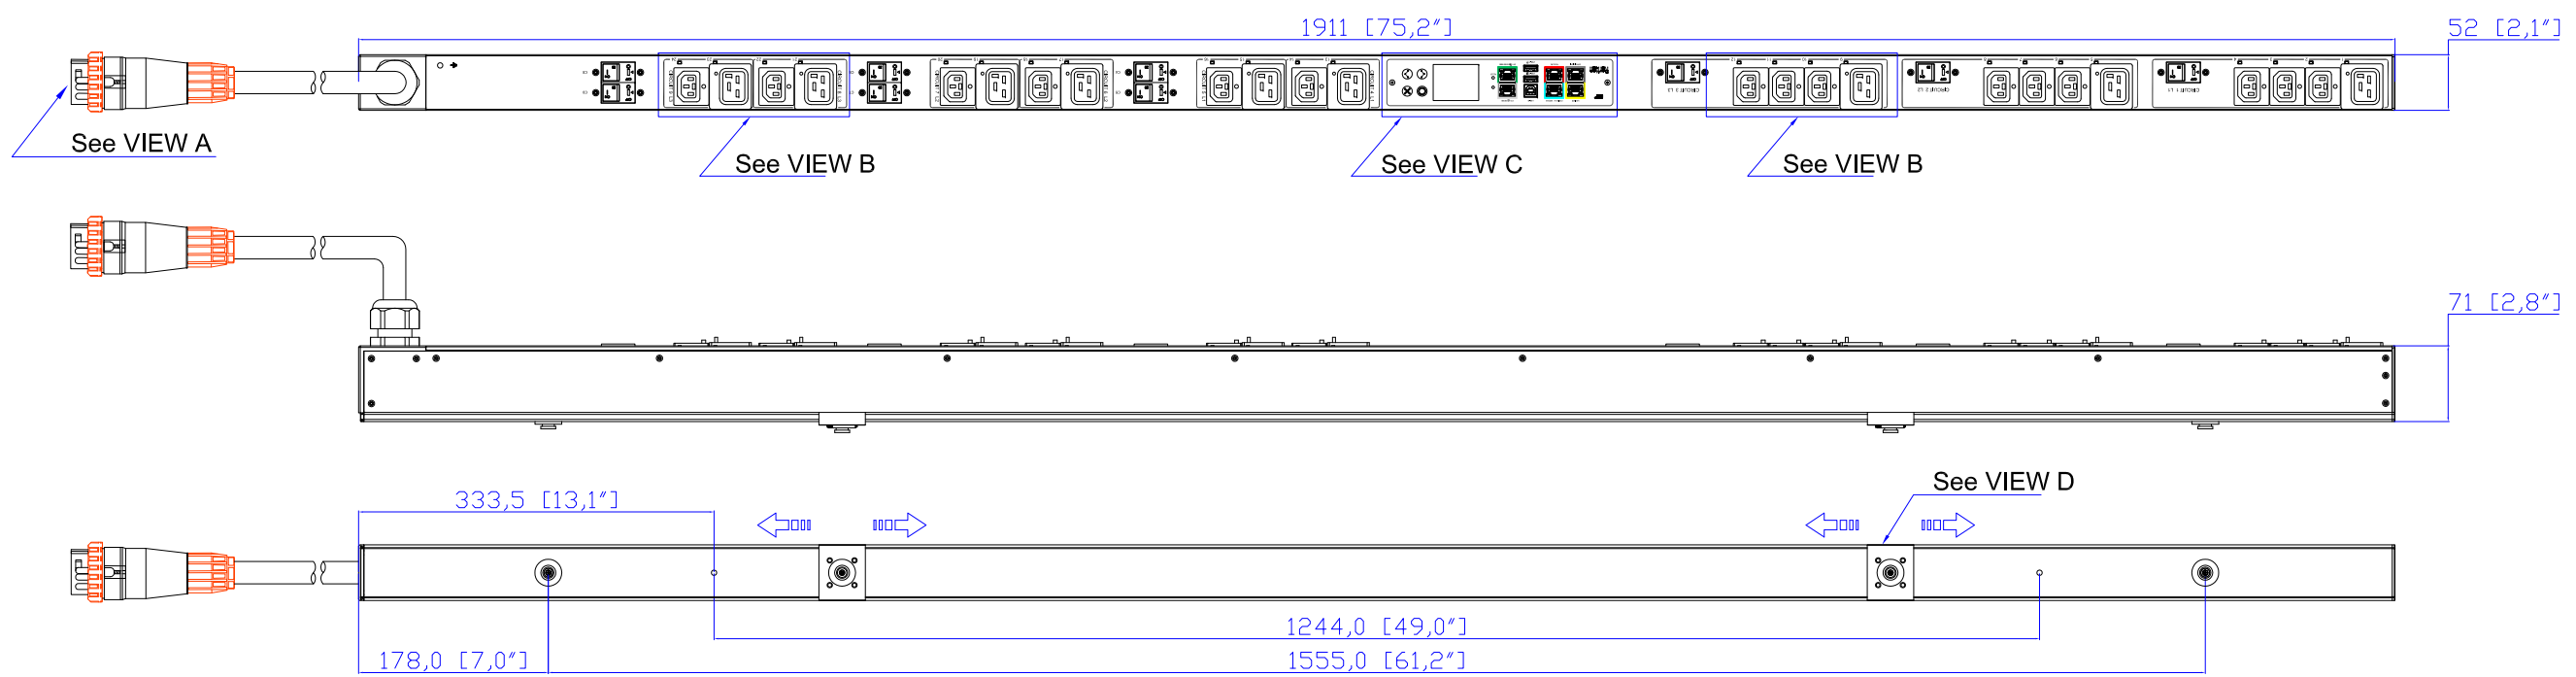 1911 [75,2"]
52 [2,1"]
See VIEW A
See VIEW B
See VIEW C
See VIEW B
71 [2,8"]
See VIEW D
333,5 [13,1"]
1244,0 [49,0"]
178,0 [7,0"]
1555,0 [61,2"]